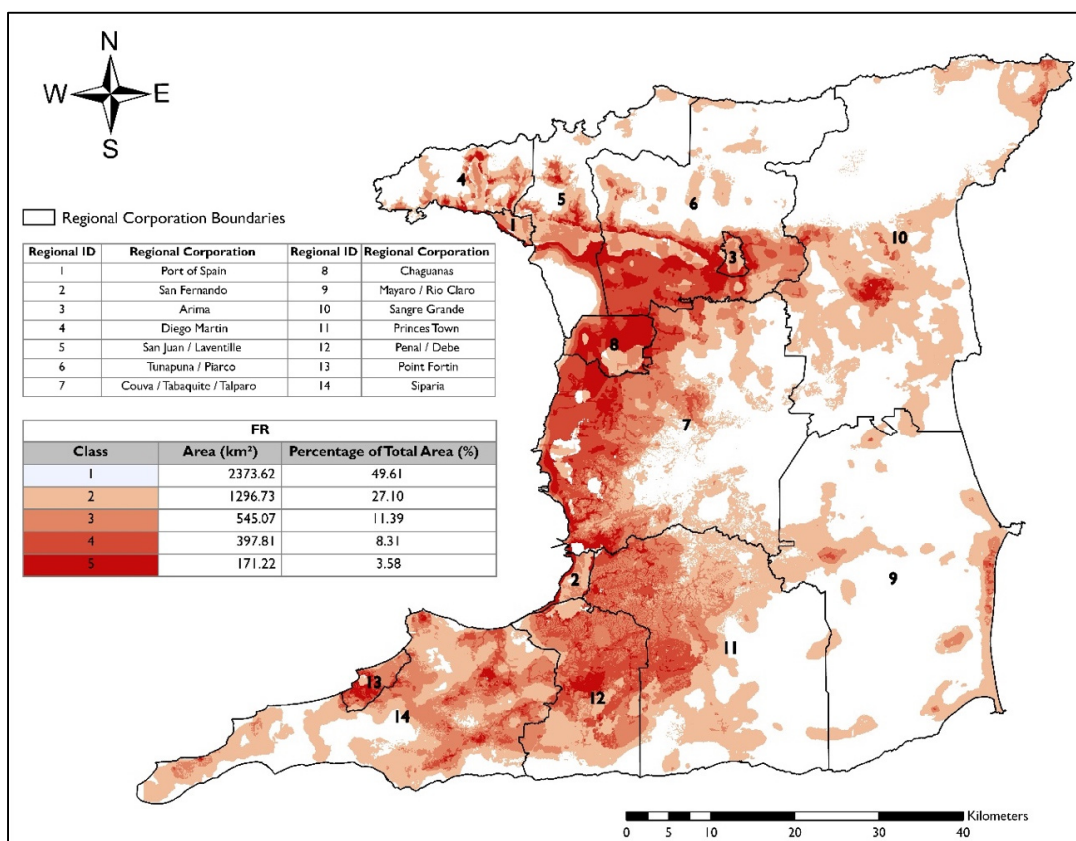 N
W E
S
Regional Corporation Boundaries
Regional ID Regional Corporation Regional ID Regional Corporation
1 Port of Spain 8 Chaguanas
2 San Fernando 9 Mayaro / Rio Claro
3 Arima 10 Sangre Grande
4 Diego Martin 11 Princes Town
5 San Juan / Laventille 12 Penal / Debe
6 Tunapuna / Piarco 13 Point Fortin
7 Couva / Tabaquite / Talparo 14 Siparia
FR
Class Area (km²) Percentage of Total Area (%)
1 2373.62 49.61
2 1296.73 27.10
3 545.07 11.39
4 397.81 8.31
5 171.22 3.58
4
5
6
1
10
3
8
7
2
9
11
12
13
14
Kilometers
0 5 10 20 30 40